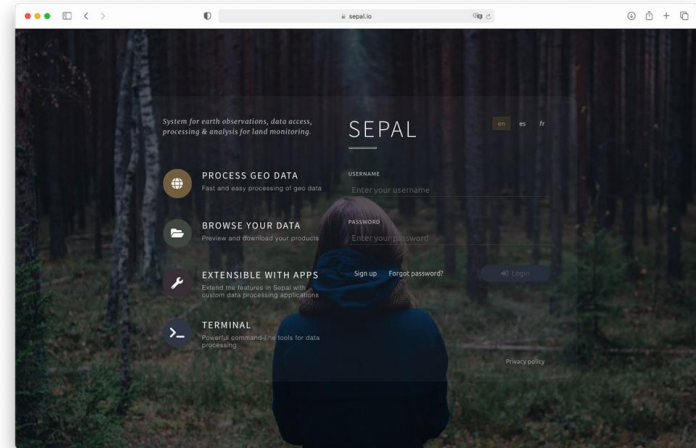 sepal.io
System for earth observations, data access,
processing & analysis for land monitoring.
SEPAL
en es fr
PROCESS GEO DATA
Fast and easy processing of geo data
USERNAME
Enter your username
BROWSE YOUR DATA
Preview and download your products
PASSWORD
Enter your password
EXTENSIBLE WITH APPS
Extend the features in Sepal with
custom data processing applications
Sign up Forgot password?
Login
TERMINAL
Powerful command-line tools for data
processing
Privacy policy